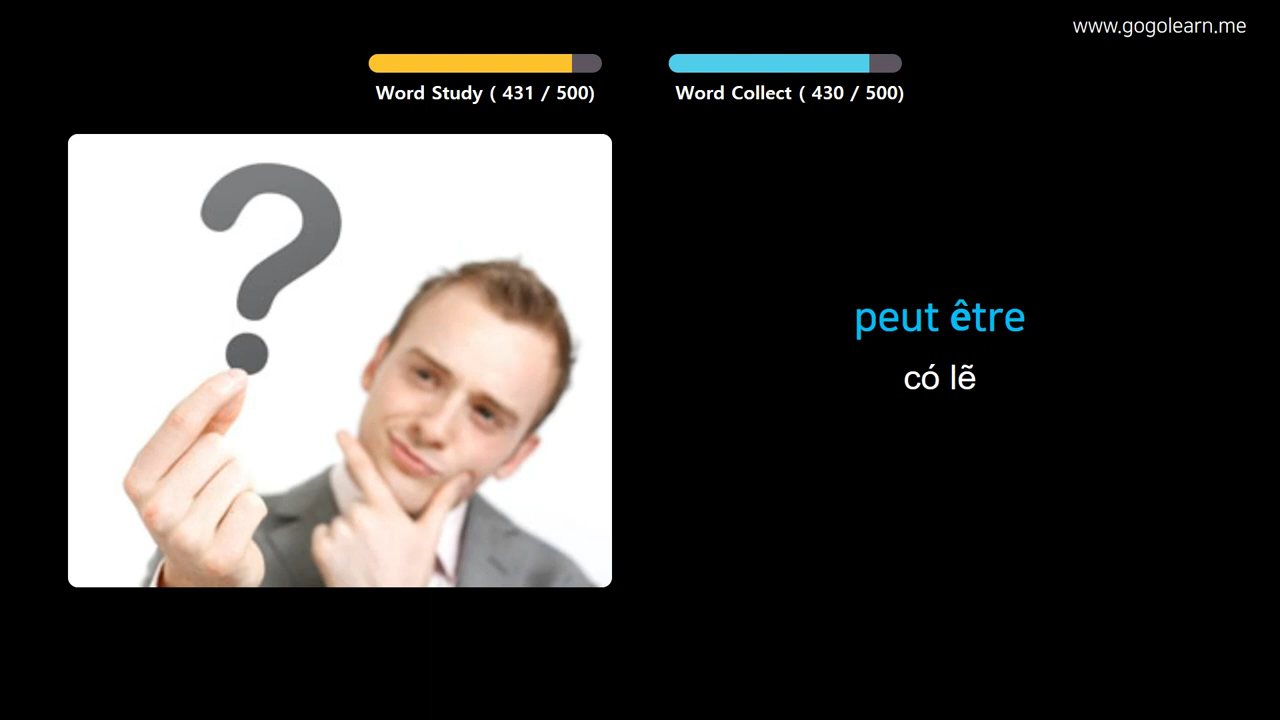 www.gogolearn.me
Word Study ( 431 / 500)
Word Collect ( 430 / 500)
?
peut être
có lẽ